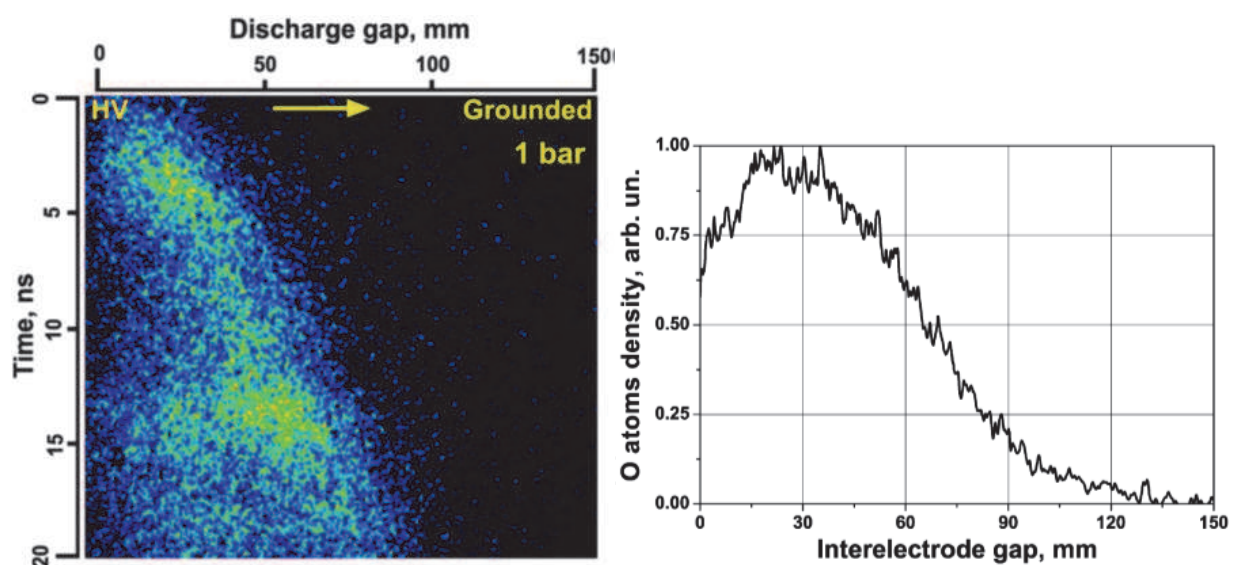 Discharge gap, mm
0 50 100 150
HV Grounded
1 bar
0
5
10
15
20
Time, ns
1.00
0.75
0.50
0.25
0.00
O atoms density, arb. un.
0 30 60 90 120 150
Interelectrode gap, mm